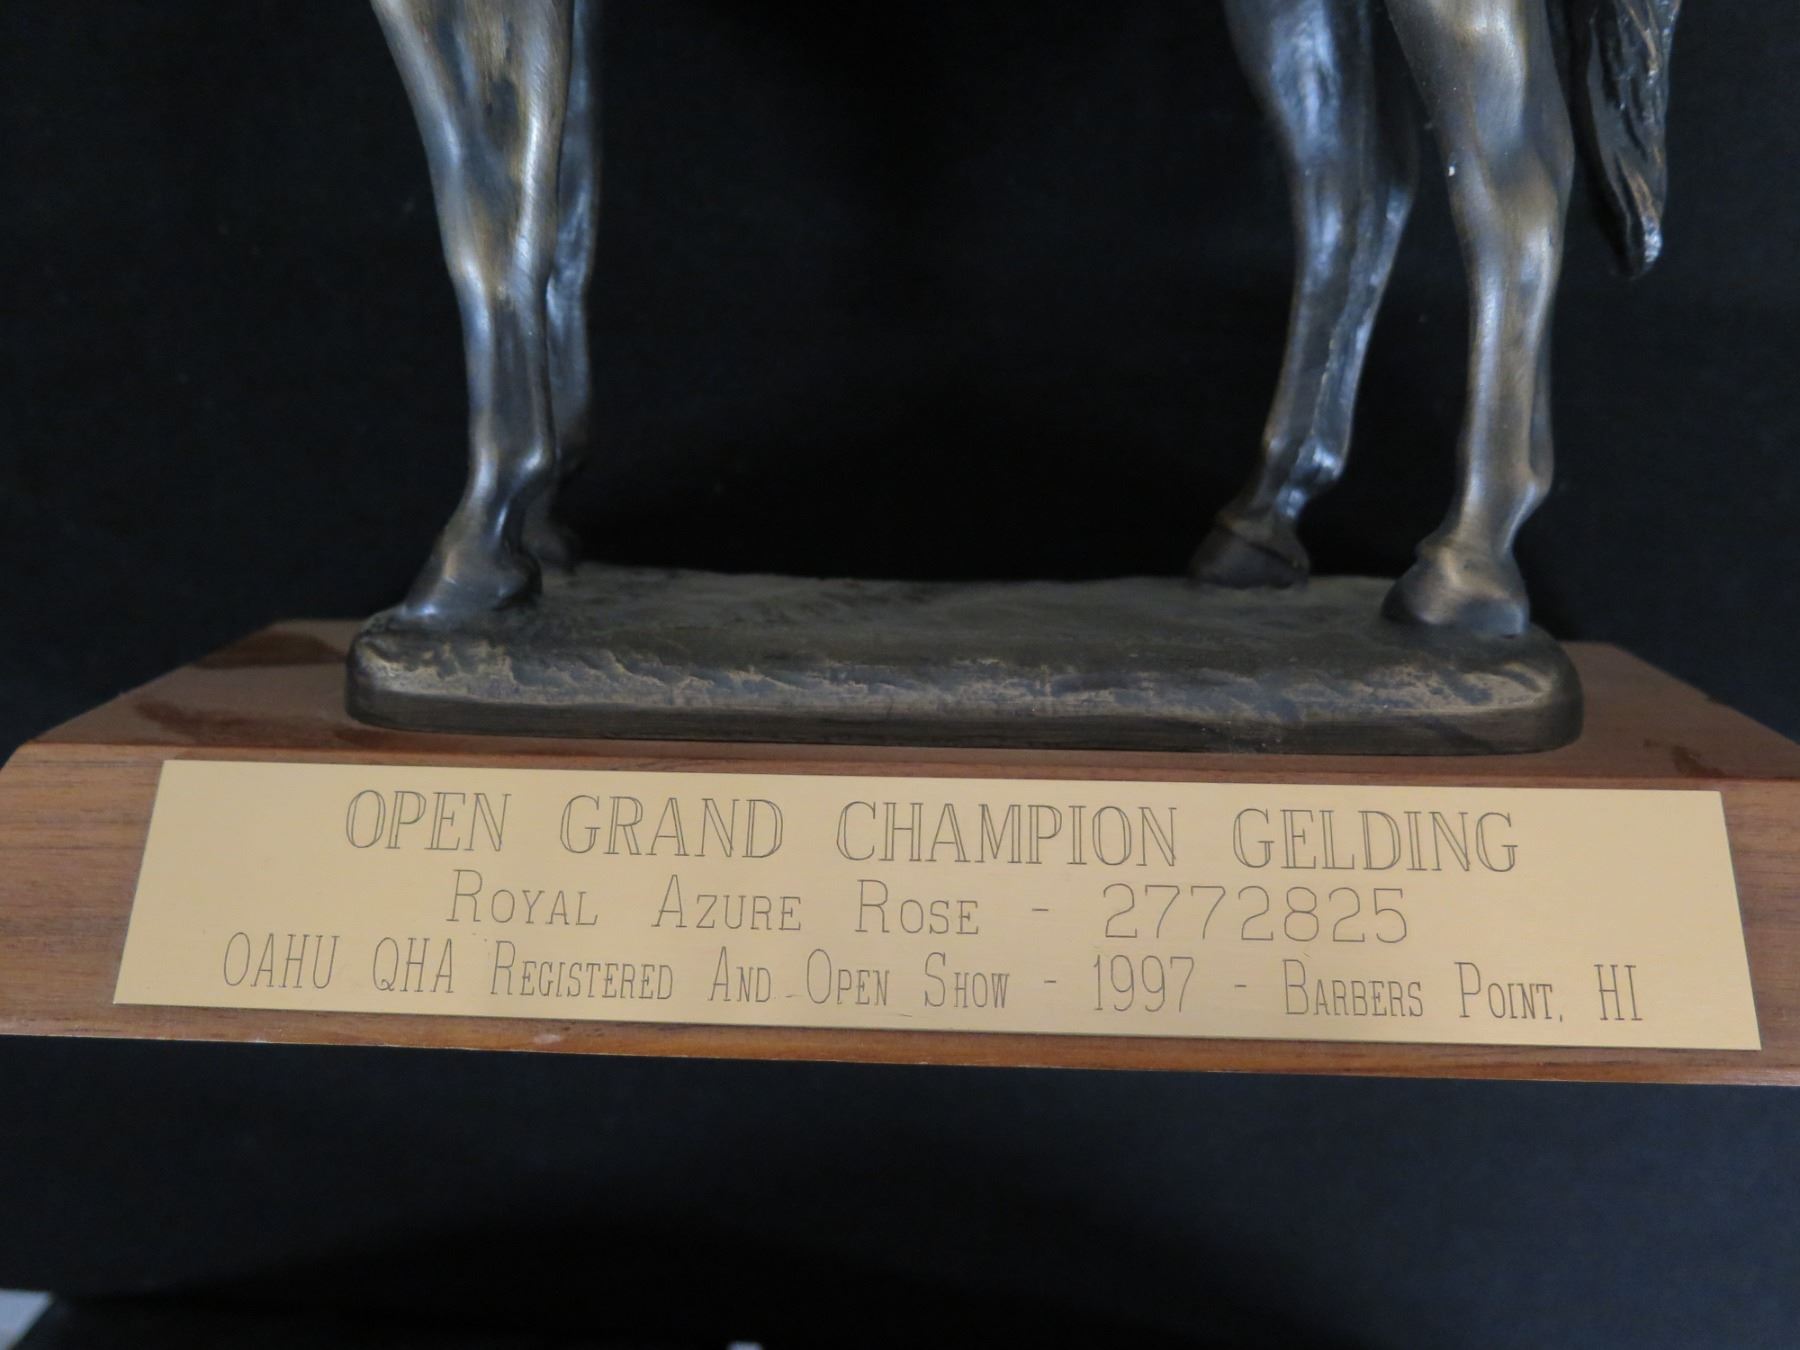 OPEN GRAND CHAMPION GELDING
ROYAL AZURE ROSE - 2772825
OAHU QHA REGISTERED AND OPEN SHOW - 1997 - BARBERS POINT, HI